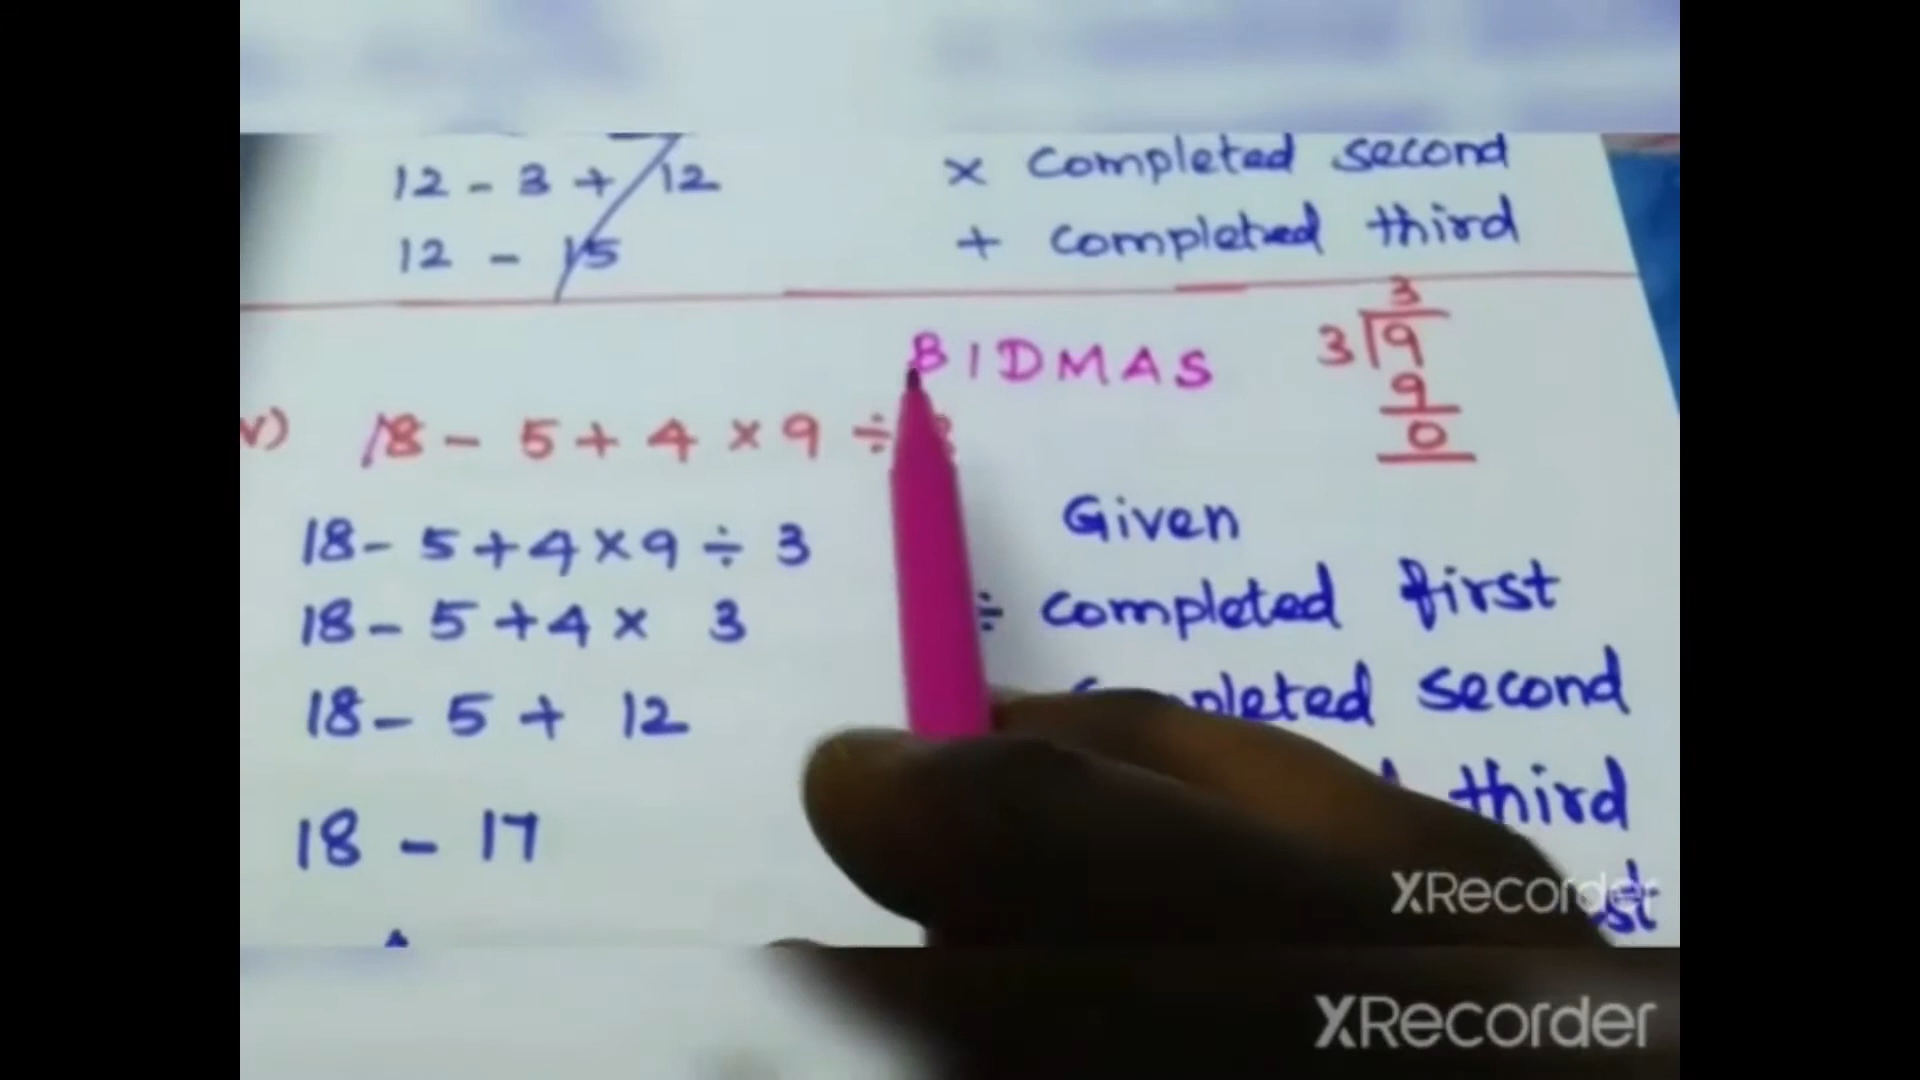 12 - 3 + 12 × completed second
12 - 15 + completed third
BIDMAS
3
3 9
9
0
v) 18 - 5 + 4 × 9 ÷
18 - 5 + 4 × 9 ÷ 3 Given
18 - 5 + 4 × 3 ÷ completed first
18 - 5 + 12 second
18 - 17 third
XRecorder
XRecorder